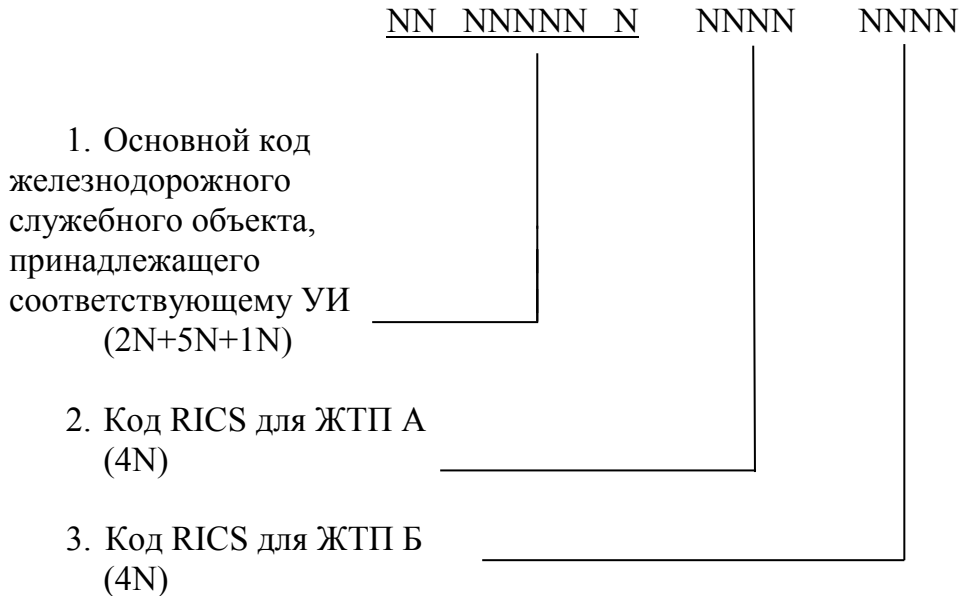 NN NNNNN N NNNN NNNN
1. Основной код
железнодорожного
служебного объекта,
принадлежащего
соответствующему УИ
(2N+5N+1N)
2. Код RICS для ЖТП А
(4N)
3. Код RICS для ЖТП Б
(4N)